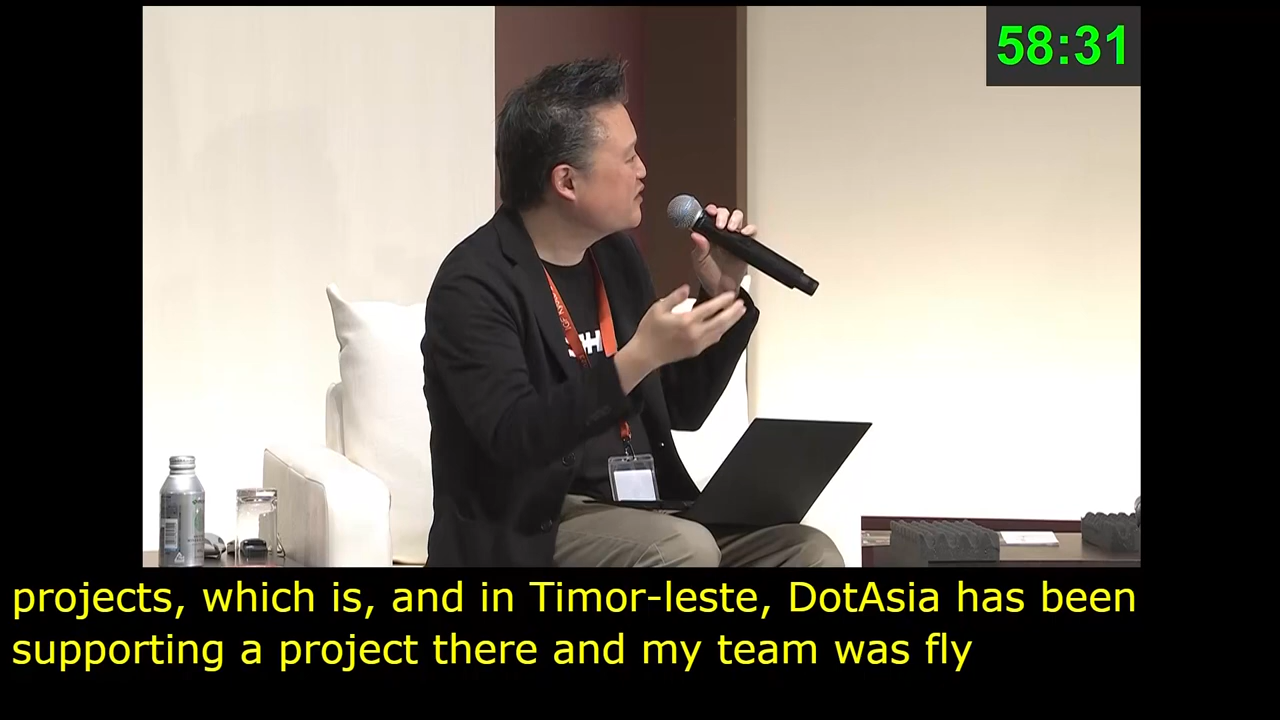 58:31
projects, which is, and in Timor-leste, DotAsia has been
supporting a project there and my team was fly